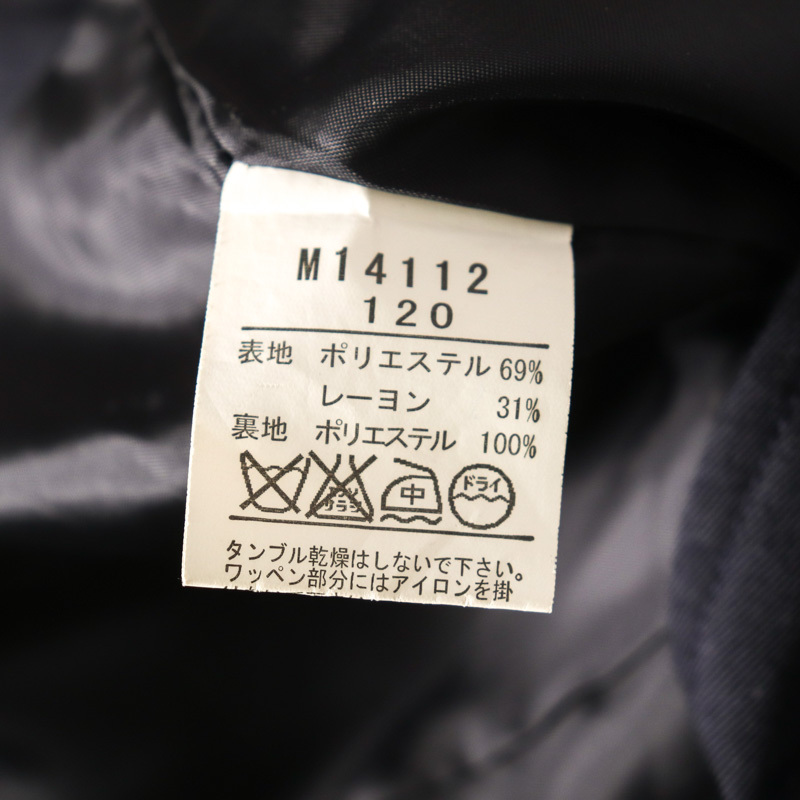 M14112
120
表地 ポリエステル 69%
レーヨン 31%
裏地 ポリエステル 100%
中 ドライ
タンブル乾燥はしないで下さい。
ワッペン部分にはアイロンを掛